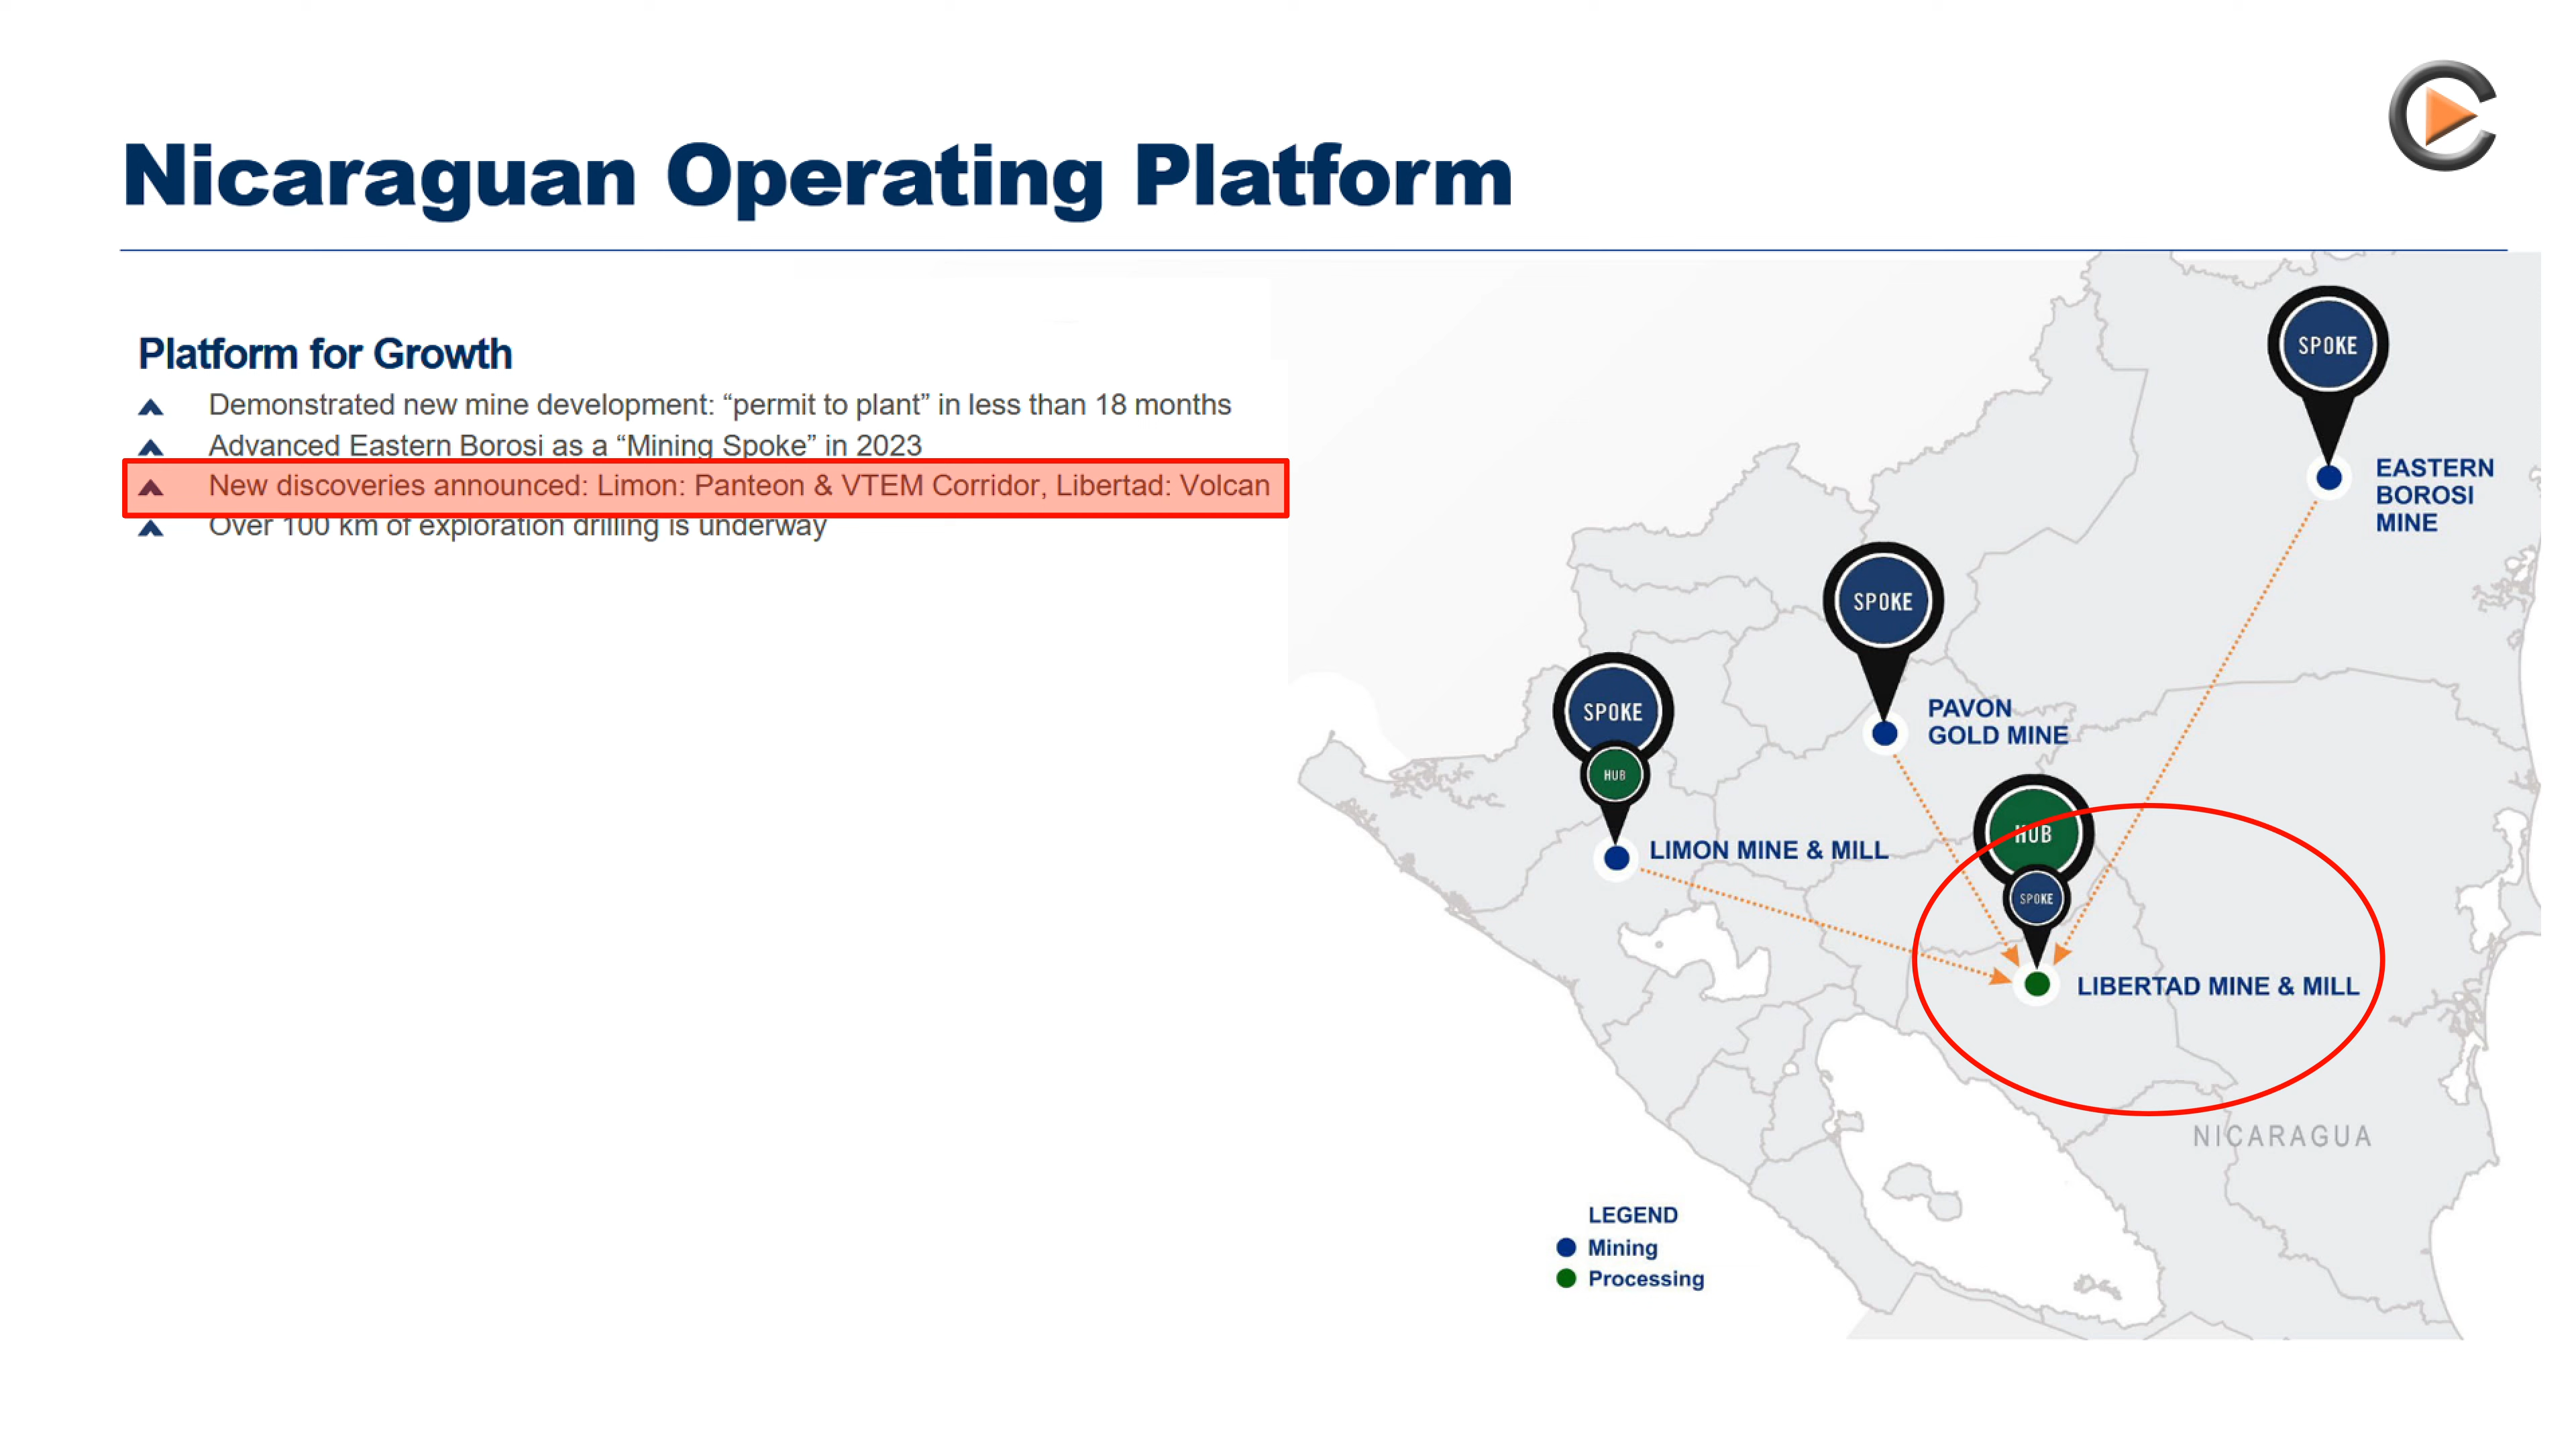 Nicaraguan Operating Platform
Platform for Growth
Demonstrated new mine development: “permit to plant” in less than 18 months
Advanced Eastern Borosi as a “Mining Spoke” in 2023
New discoveries announced: Limon: Panteon & VTEM Corridor, Libertad: Volcan
Over 100 km of exploration drilling is underway
SPOKE
EASTERN
BOROSI
MINE
SPOKE
PAVON
GOLD MINE
SPOKE
HUB
LIMON MINE & MILL
HUB
SPOKE
LIBERTAD MINE & MILL
NICARAGUA
LEGEND
Mining
Processing